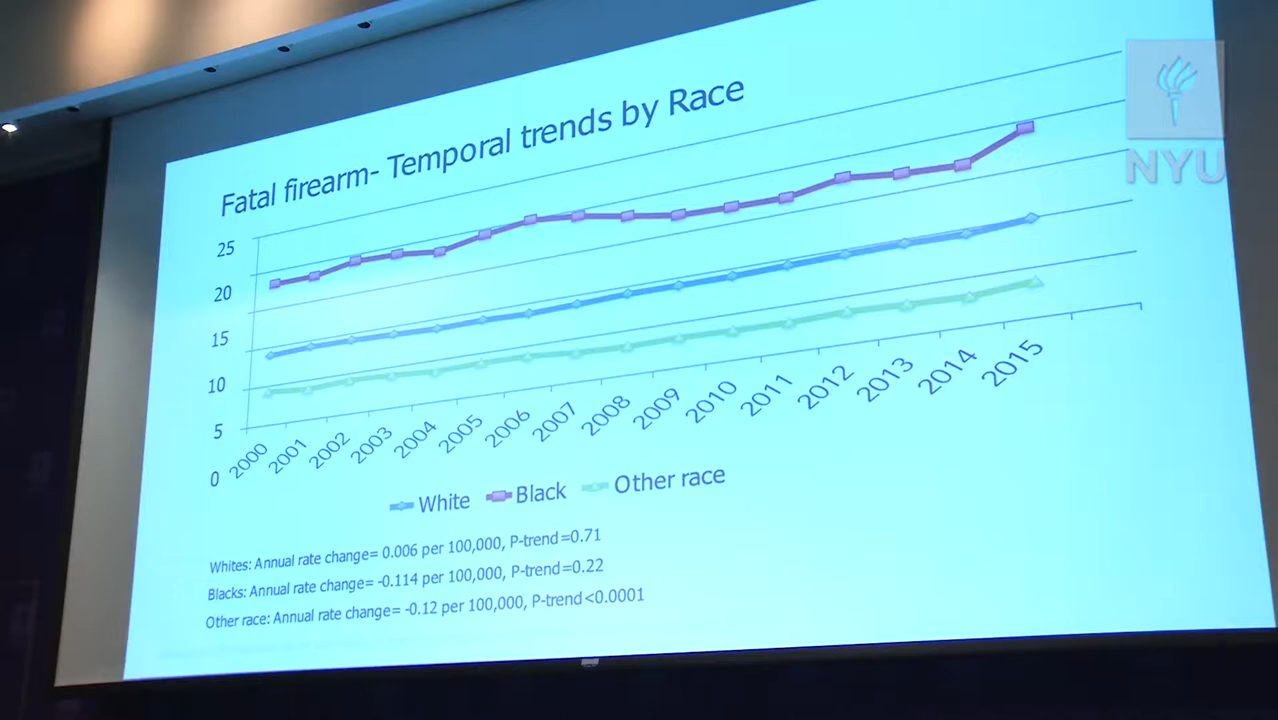 NYU
Fatal firearm- Temporal trends by Race
25
20
15
10
5
0
2000 2001 2002 2003 2004 2005 2006 2007 2008 2009 2010 2011 2012 2013 2014 2015
White Black Other race
Whites: Annual rate change= 0.006 per 100,000, P-trend=0.71
Blacks: Annual rate change= -0.114 per 100,000, P-trend=0.22
Other race: Annual rate change= -0.12 per 100,000, P-trend<0.0001